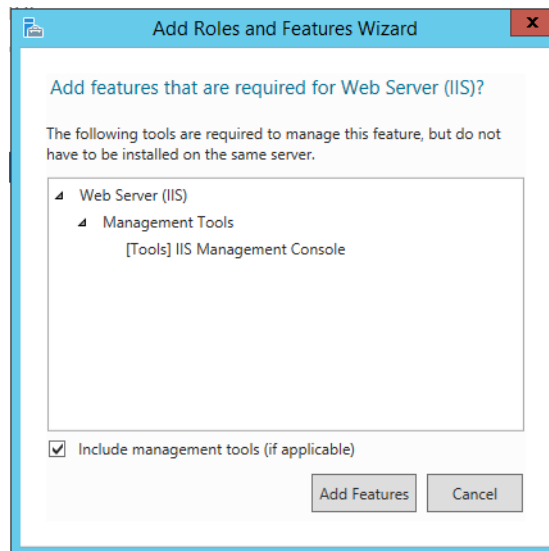 Add Roles and Features Wizard
x
Add features that are required for Web Server (IIS)?
The following tools are required to manage this feature, but do not
have to be installed on the same server.
Web Server (IIS)
Management Tools
[Tools] IIS Management Console
Include management tools (if applicable)
Add Features
Cancel